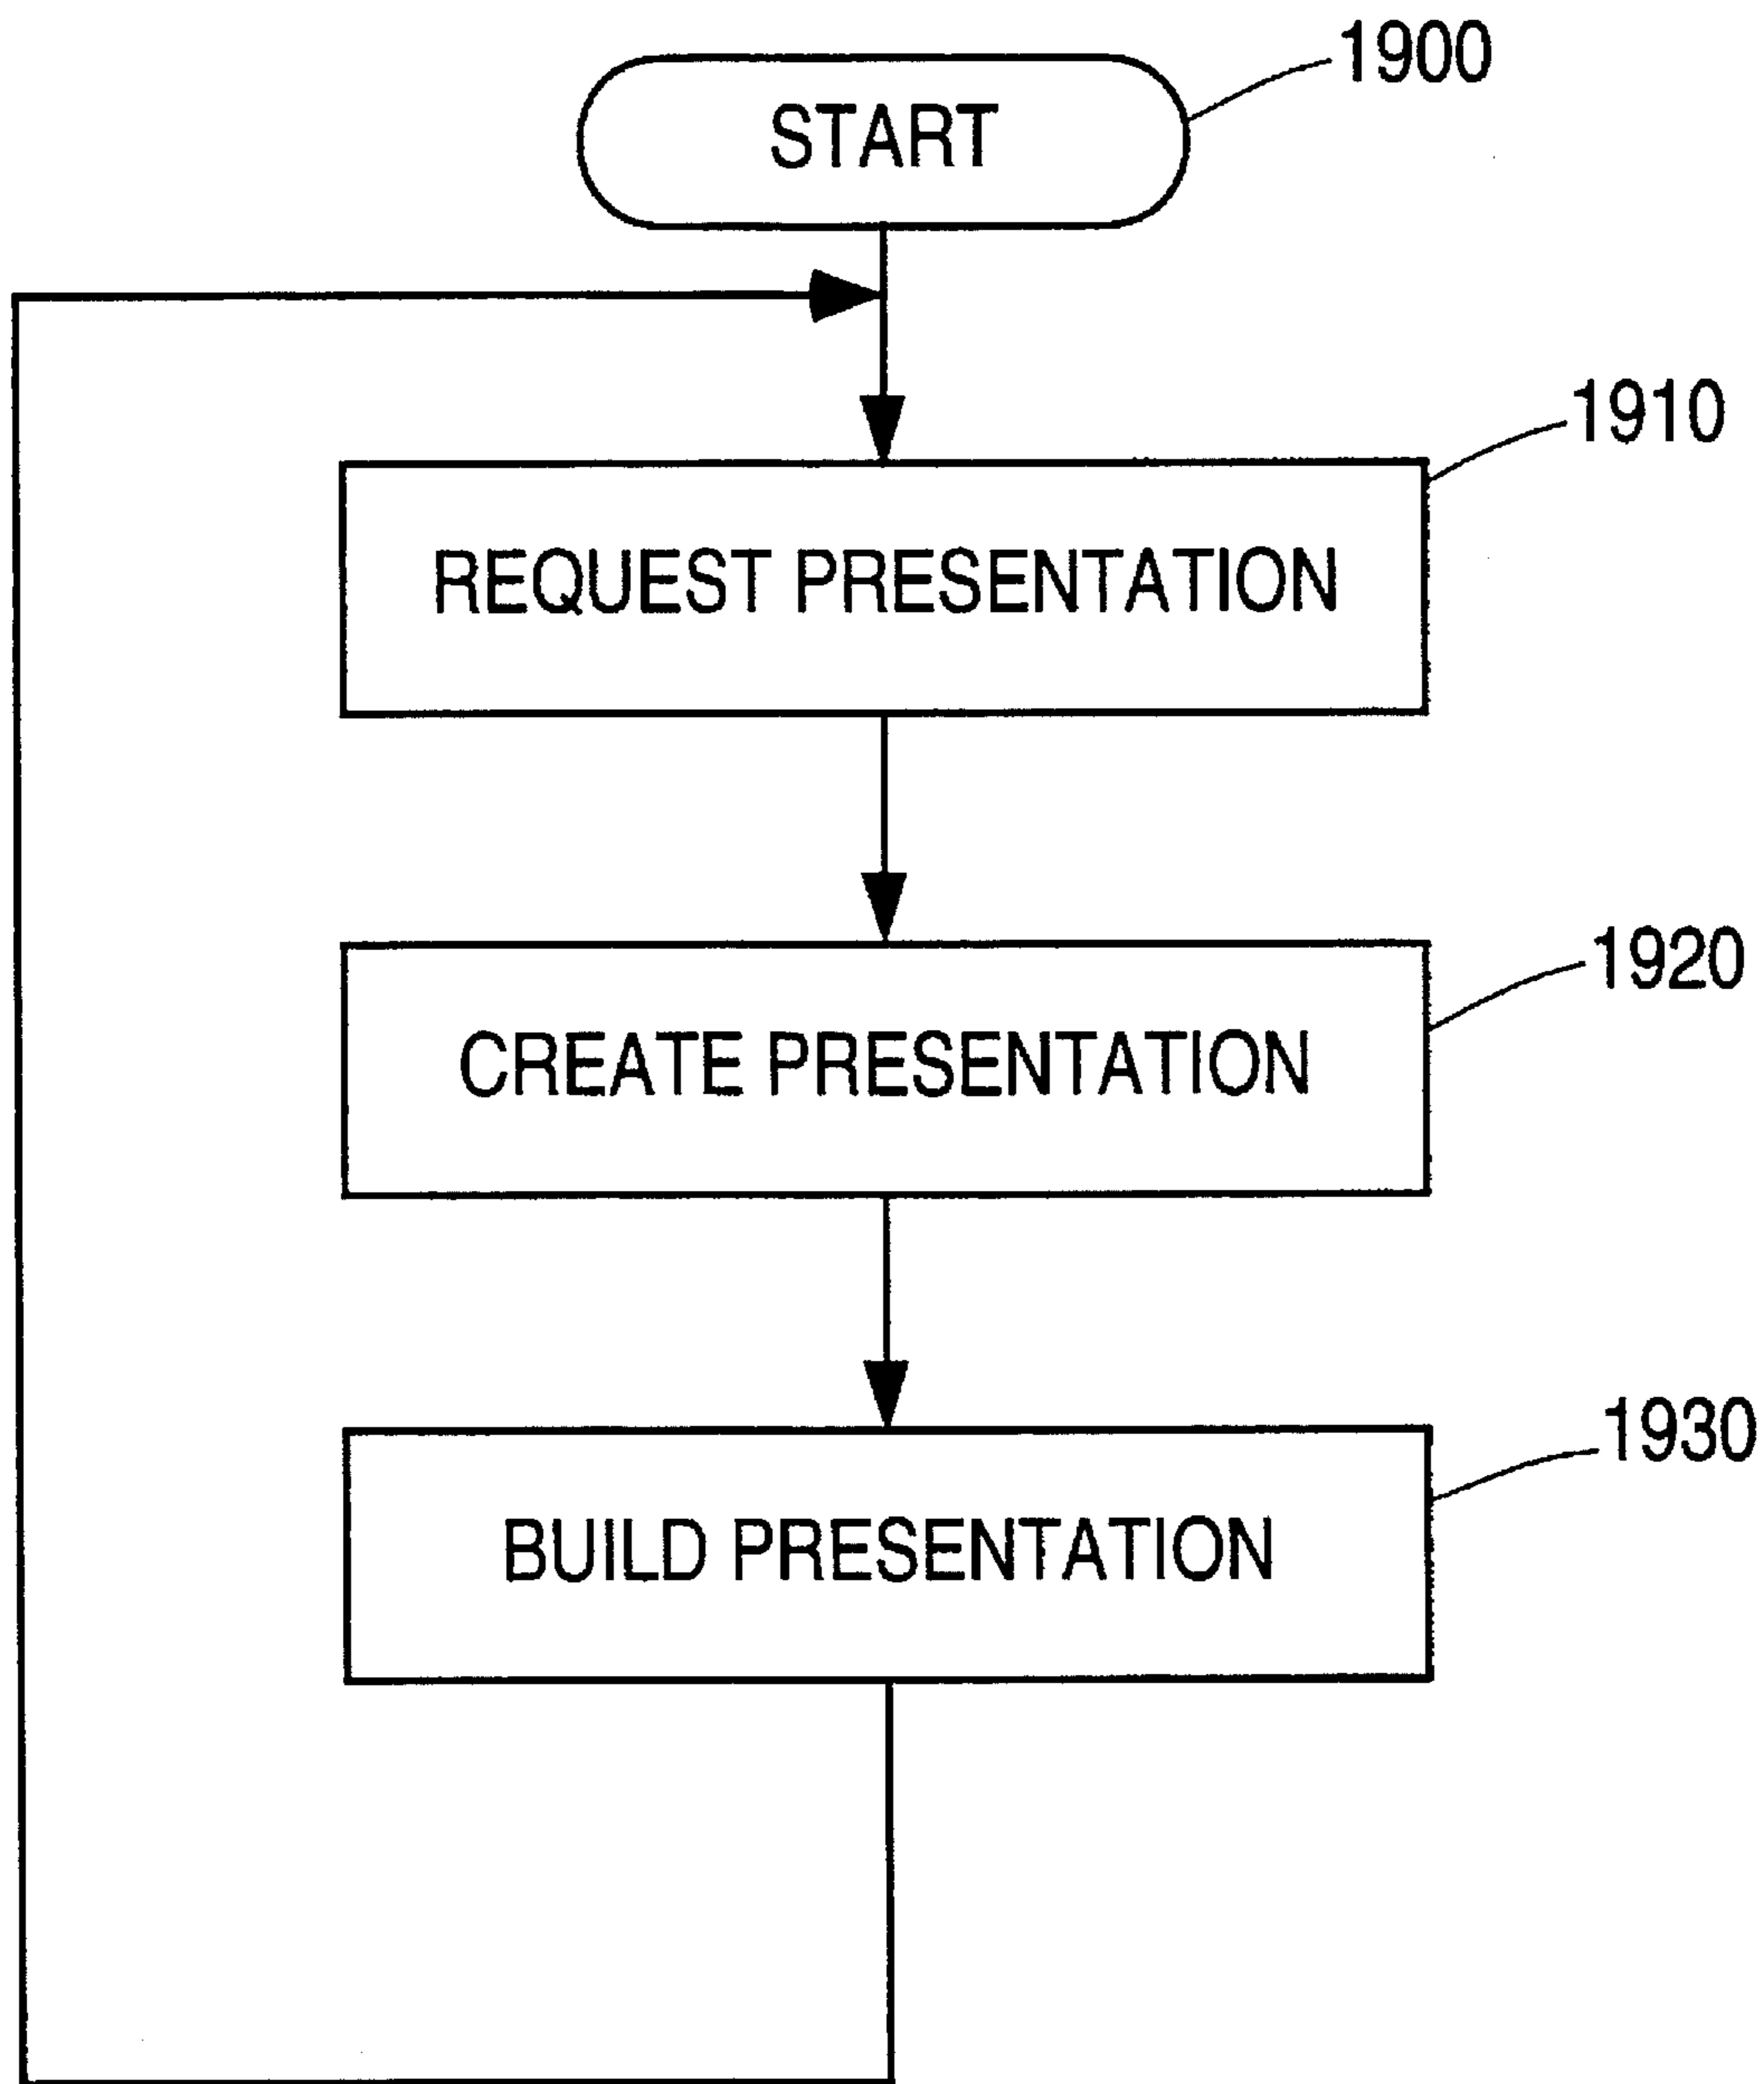 1900
START
1910
REQUEST PRESENTATION
1920
CREATE PRESENTATION
1930
BUILD PRESENTATION